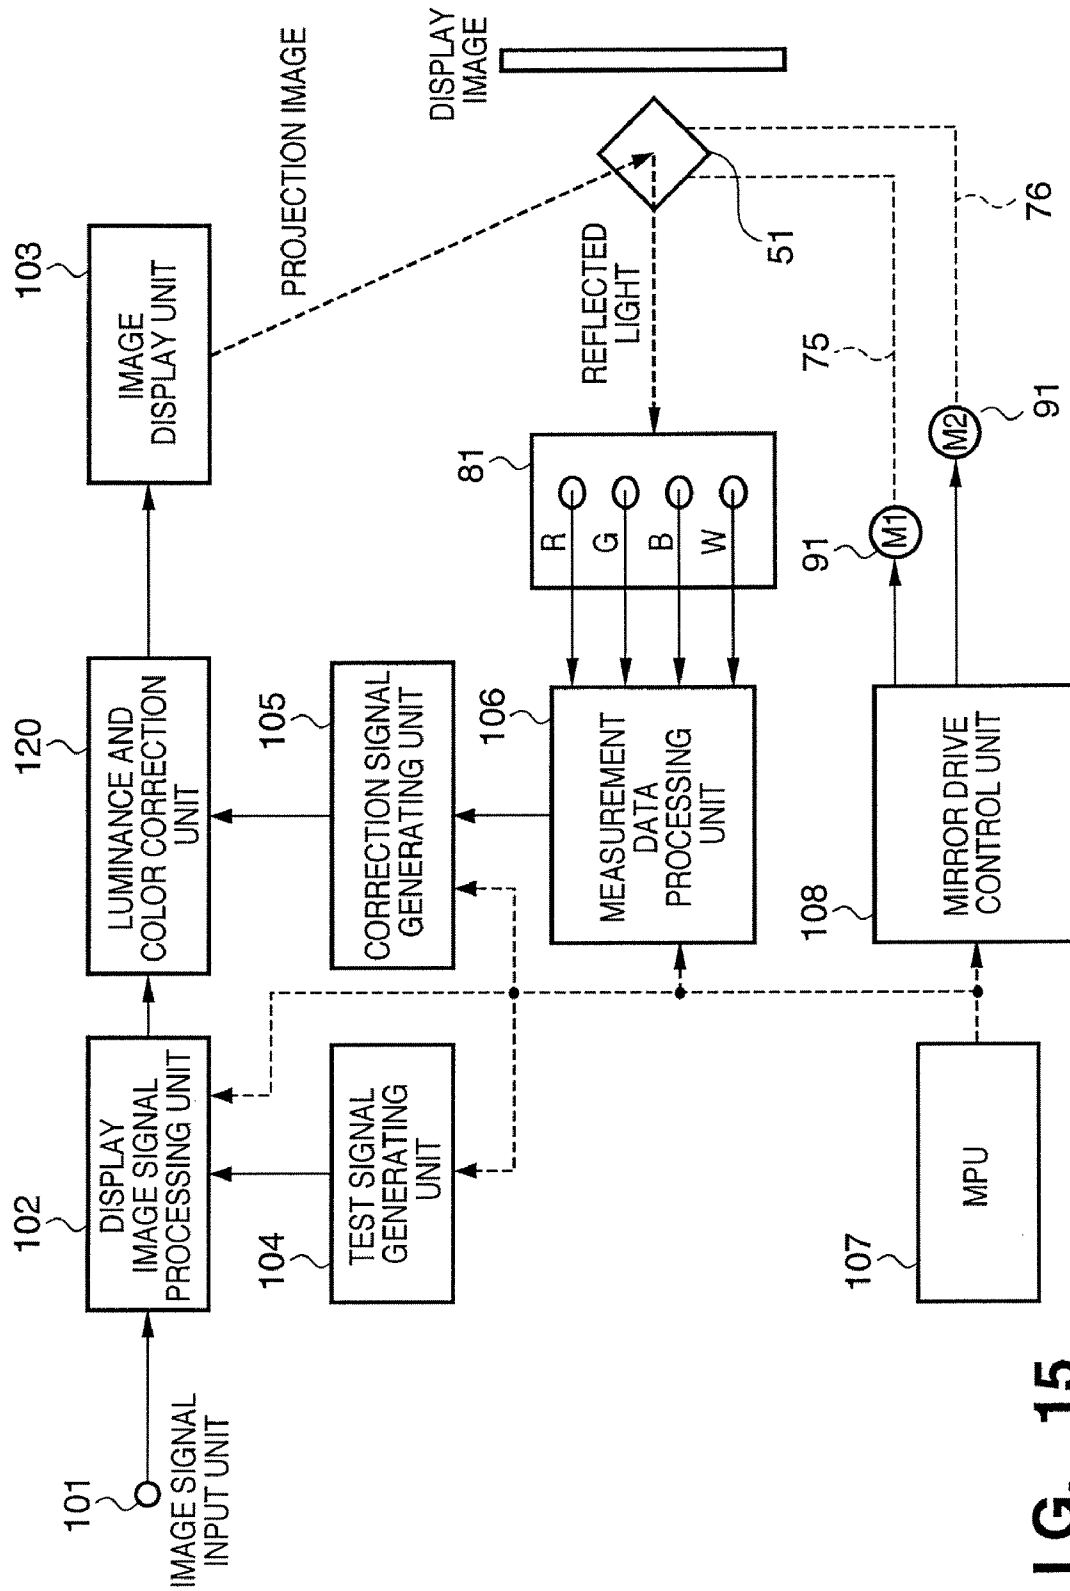 101
IMAGE SIGNAL
INPUT UNIT
102
DISPLAY
IMAGE SIGNAL
PROCESSING UNIT
120
LUMINANCE AND
COLOR CORRECTION
UNIT
103
IMAGE
DISPLAY UNIT
PROJECTION IMAGE
104
TEST SIGNAL
GENERATING
UNIT
105
CORRECTION SIGNAL
GENERATING UNIT
106
MEASUREMENT
DATA
PROCESSING
UNIT
81
R
G
B
W
REFLECTED
LIGHT
DISPLAY
IMAGE
51
107
MPU
108
MIRROR DRIVE
CONTROL UNIT
91
M1
75
M2
91
76
IG. 15